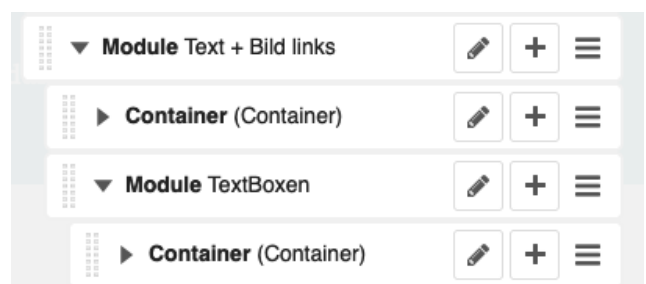 Module Text + Bild links
Container (Container)
Module TextBoxen
Container (Container)